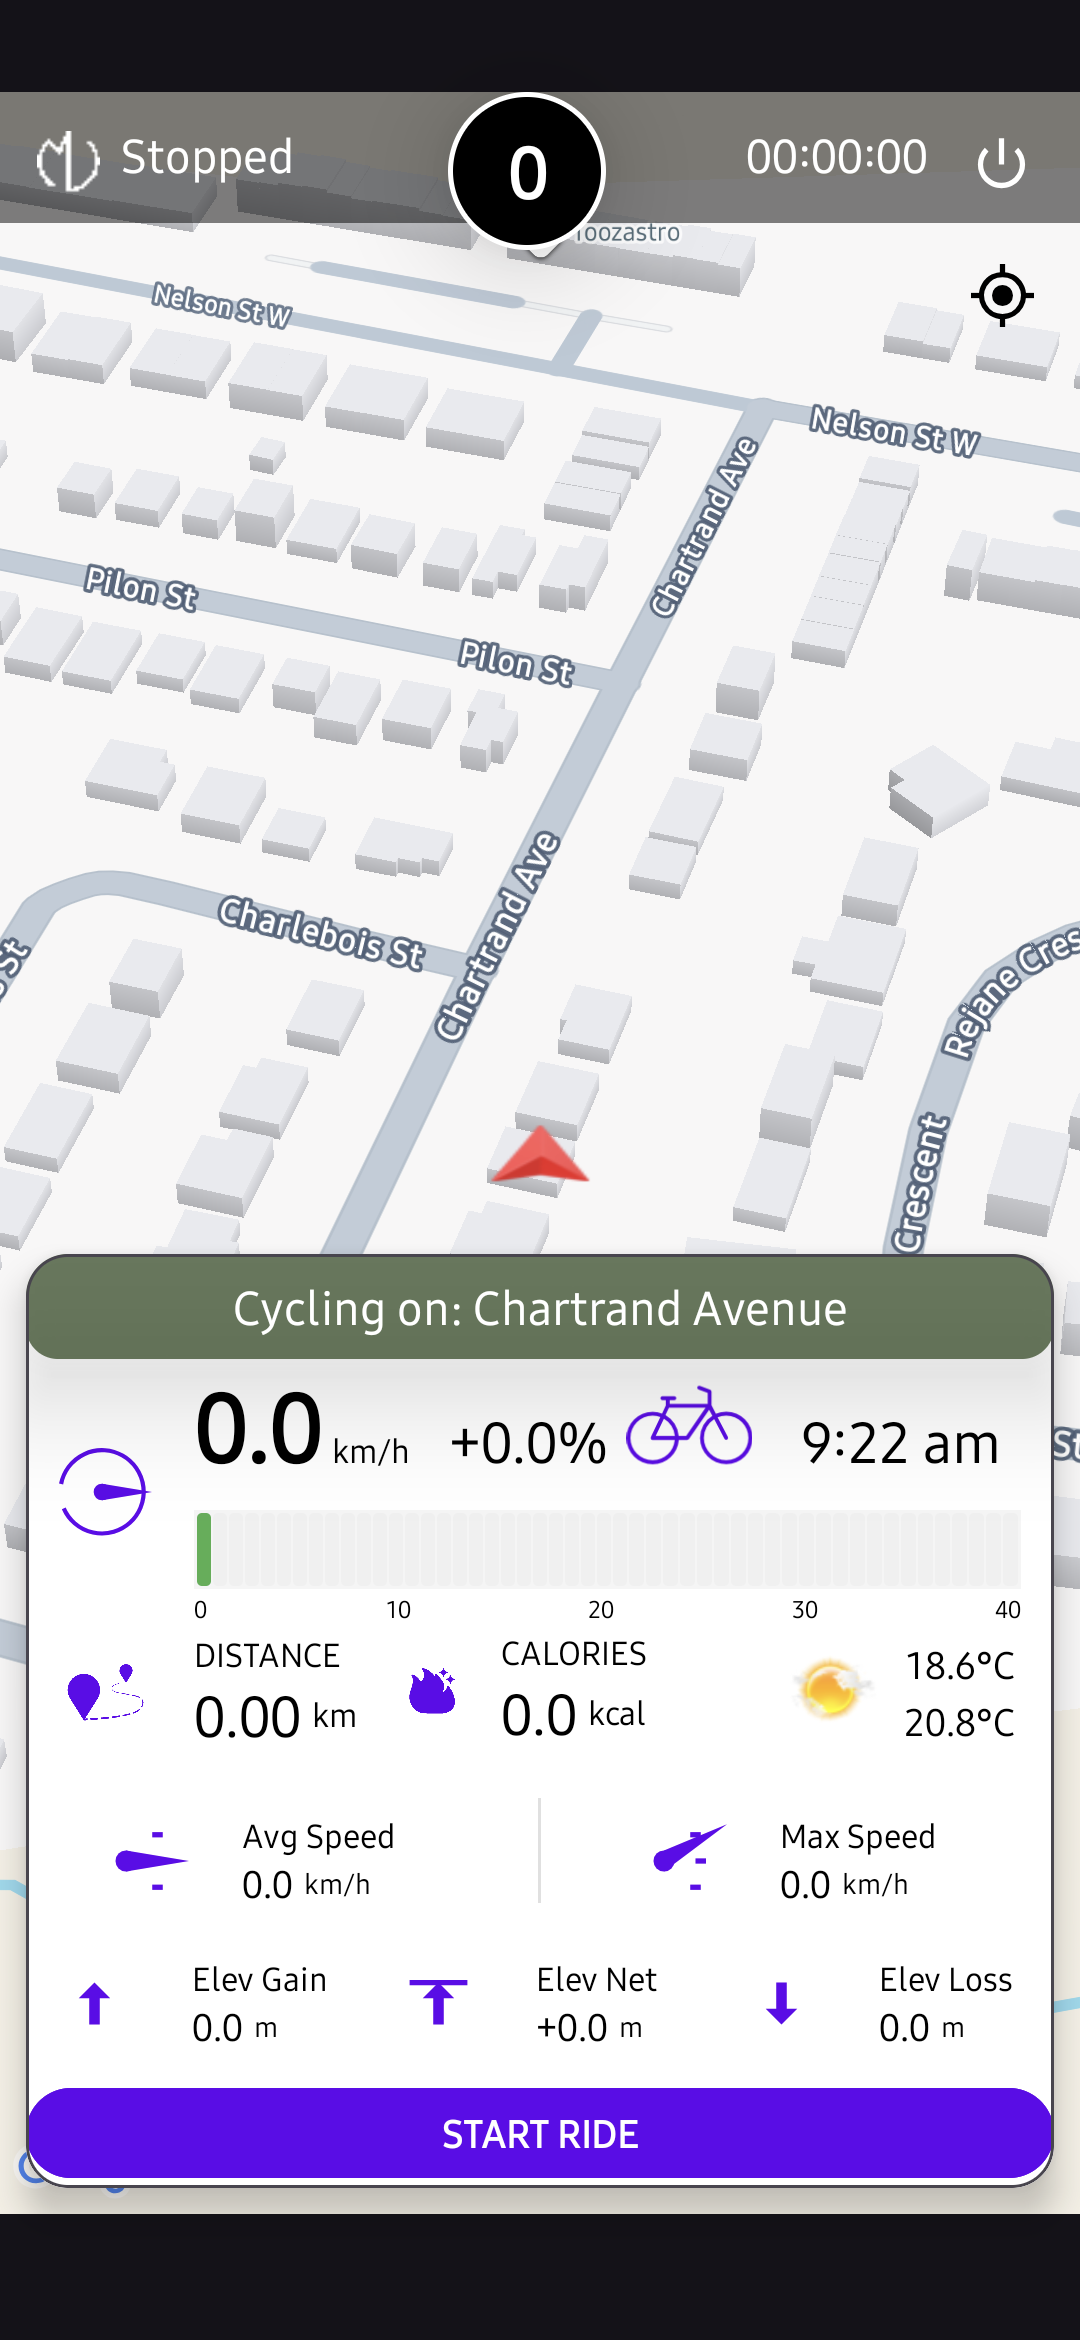 Stopped
0
00:00:00
Toozastro
Nelson St W
Nelson St W
Chartrand Ave
Pilon St
Pilon St
Chartrand Ave
Charlebois St
St
Rejane Cres
Crescent
Cycling on: Chartrand Avenue
0.0 km/h +0.0% 9:22 am
St
0 10 20 30 40
DISTANCE
0.00 km
CALORIES
0.0 kcal
18.6°C
20.8°C
Avg Speed
0.0 km/h
Max Speed
0.0 km/h
Elev Gain
0.0 m
Elev Net
+0.0 m
Elev Loss
0.0 m
START RIDE